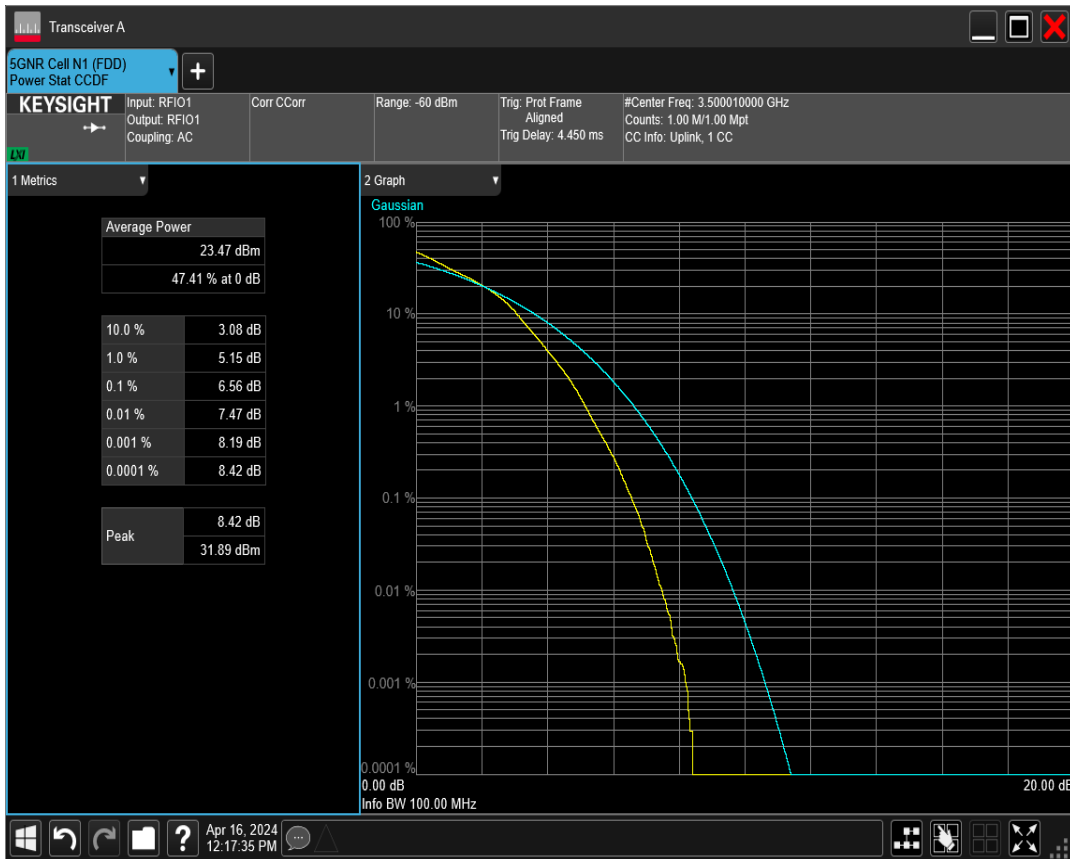 Transceiver A
5GNR Cell N1 (FDD)
Power Stat CCDF
+
KEYSIGHT
LXI
Input: RFIO1
Output: RFIO1
Coupling: AC
Corr CCorr
Range: -60 dBm
Trig: Prot Frame
Aligned
Trig Delay: 4.450 ms
#Center Freq: 3.500010000 GHz
Counts: 1.00 M/1.00 Mpt
CC Info: Uplink, 1 CC
1 Metrics
Average Power
23.47 dBm
47.41 % at 0 dB
10.0 % 3.08 dB
1.0 % 5.15 dB
0.1 % 6.56 dB
0.01 % 7.47 dB
0.001 % 8.19 dB
0.0001 % 8.42 dB
Peak
8.42 dB
31.89 dBm
2 Graph
Gaussian
100 %
10 %
1 %
0.1 %
0.01 %
0.001 %
0.0001 %
0.00 dB 20.00 dB
Info BW 100.00 MHz
?
Apr 16, 2024
12:17:35 PM